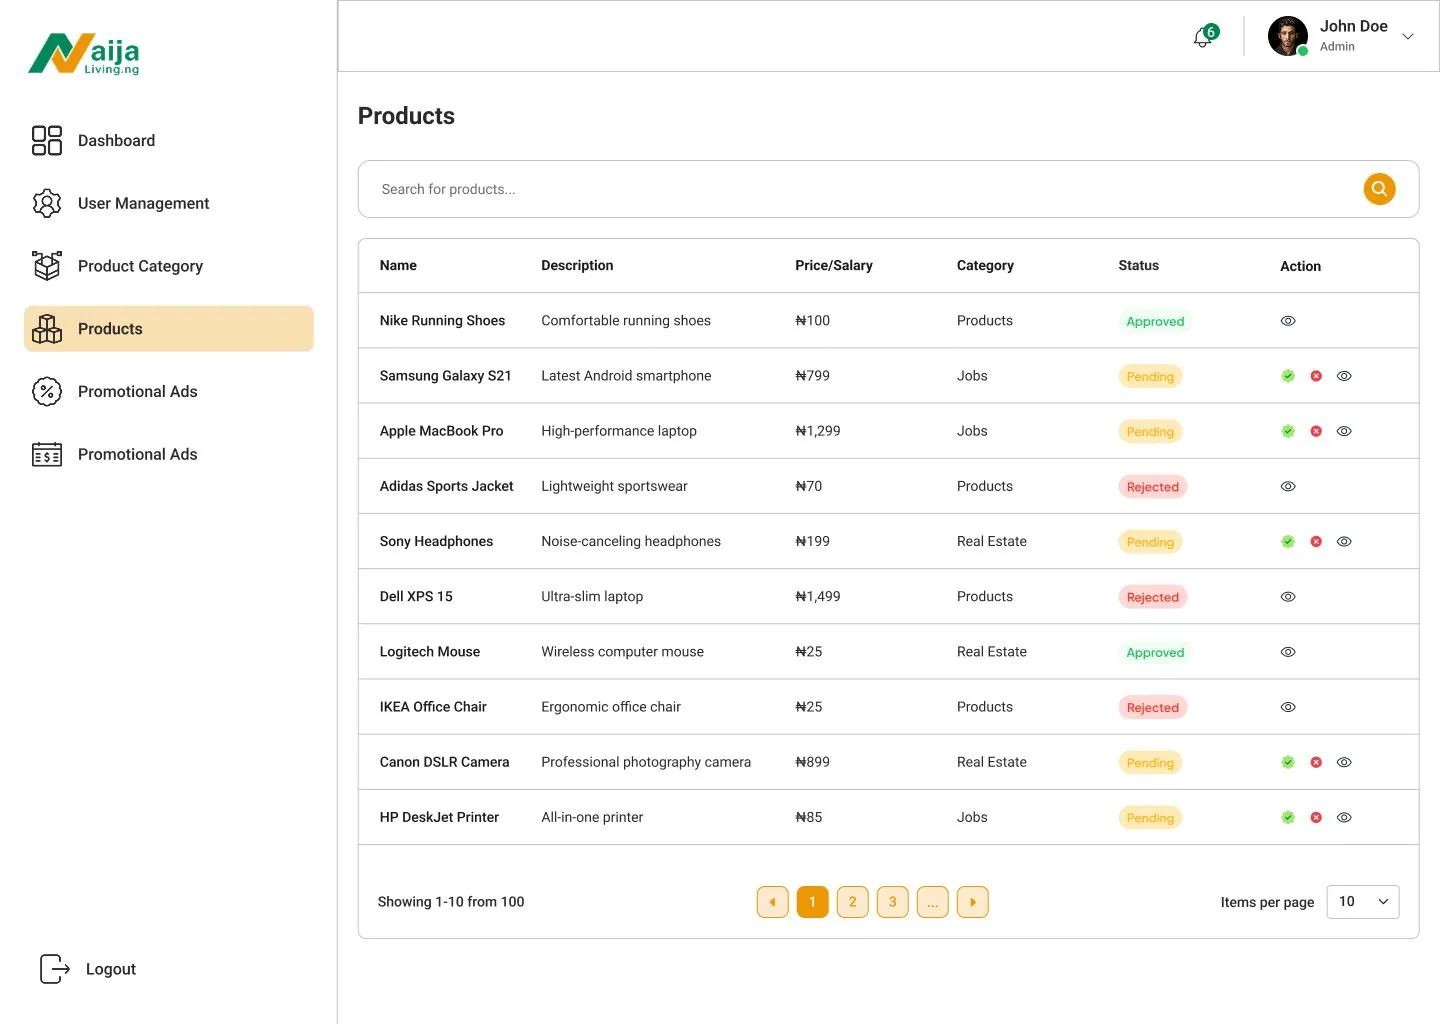 Naija
Living.ng
6
John Doe
Admin
Dashboard
User Management
Product Category
Products
Promotional Ads
Promotional Ads
Logout
Products
Search for products...
Name Description Price/Salary Category Status Action
Nike Running Shoes Comfortable running shoes ₦100 Products Approved
Samsung Galaxy S21 Latest Android smartphone ₦799 Jobs Pending
Apple MacBook Pro High-performance laptop ₦1,299 Jobs Pending
Adidas Sports Jacket Lightweight sportswear ₦70 Products Rejected
Sony Headphones Noise-canceling headphones ₦199 Real Estate Pending
Dell XPS 15 Ultra-slim laptop ₦1,499 Products Rejected
Logitech Mouse Wireless computer mouse ₦25 Real Estate Approved
IKEA Office Chair Ergonomic office chair ₦25 Products Rejected
Canon DSLR Camera Professional photography camera ₦899 Real Estate Pending
HP DeskJet Printer All-in-one printer ₦85 Jobs Pending
Showing 1-10 from 100 1 2 3 ... Items per page 10